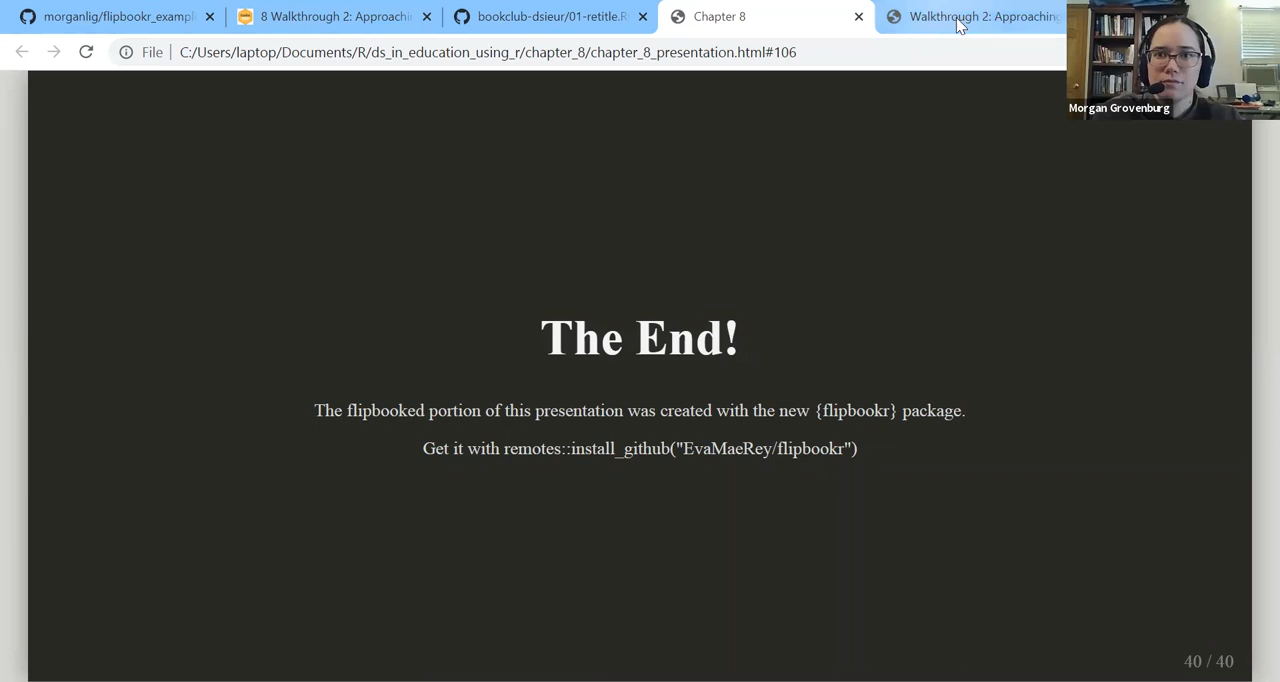 morganlig/flipbookr_exampl
8 Walkthrough 2: Approachi
bookclub-dsieur/01-retitle.R
Chapter 8
Walkthrough 2: Approaching
File
C:/Users/laptop/Documents/R/ds_in_education_using_r/chapter_8/chapter_8_presentation.html#106
Morgan Grovenburg
The End!
The flipbooked portion of this presentation was created with the new {flipbookr} package.
Get it with remotes::install_github("EvaMaeRey/flipbookr")
40 / 40